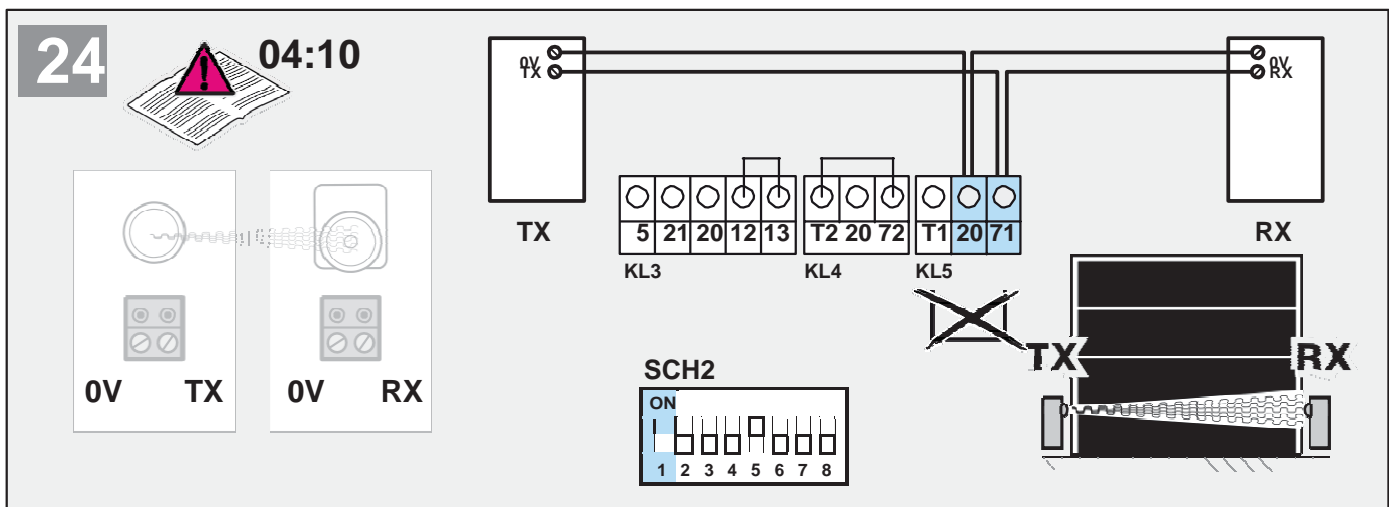 24
04:10
0V
TX
0V
RX
TX
RX
5 21 20 12 13
T2 20 72
T1 20 71
KL3
KL4
KL5
0V TX
0V RX
SCH2
ON
1 2 3 4 5 6 7 8
TX
RX